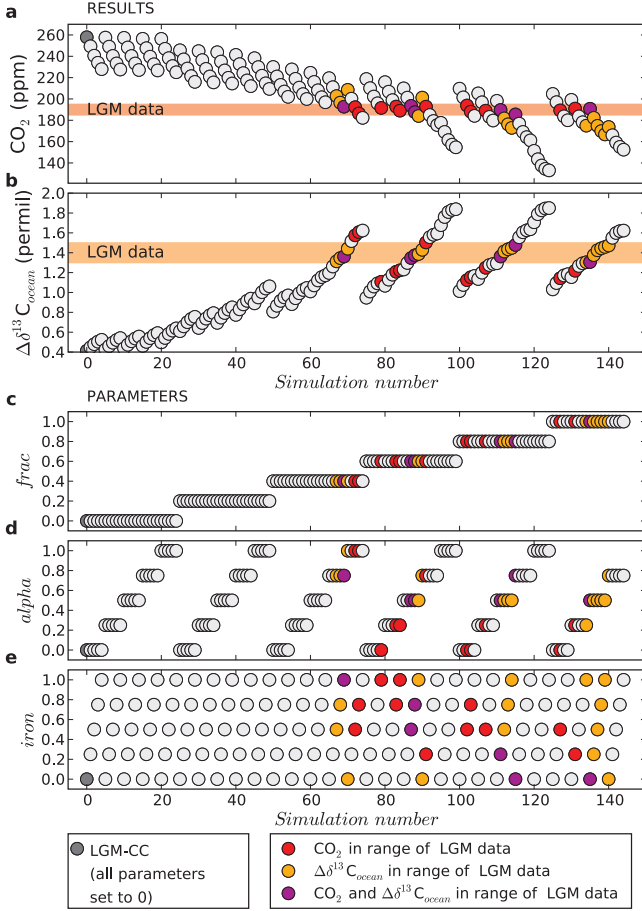 a RESULTS
260
240
220
200
180
160
140
CO2 (ppm)
LGM data
b
2.0
1.8
1.6
1.4
1.2
1.0
0.8
0.6
0.4
Δδ13Cocean (permil)
LGM data
0 20 40 60 80 100 120 140
Simulation number
PARAMETERS
c
1.0
0.8
0.6
0.4
0.2
0.0
frac
d
1.0
0.8
0.6
0.4
0.2
0.0
alpha
e
1.0
0.8
0.6
0.4
0.2
0.0
iron
0 20 40 60 80 100 120 140
Simulation number
LGM-CC
(all parameters
set to 0)
CO2 in range of LGM data
Δδ13Cocean in range of LGM data
CO2 and Δδ13Cocean in range of LGM data